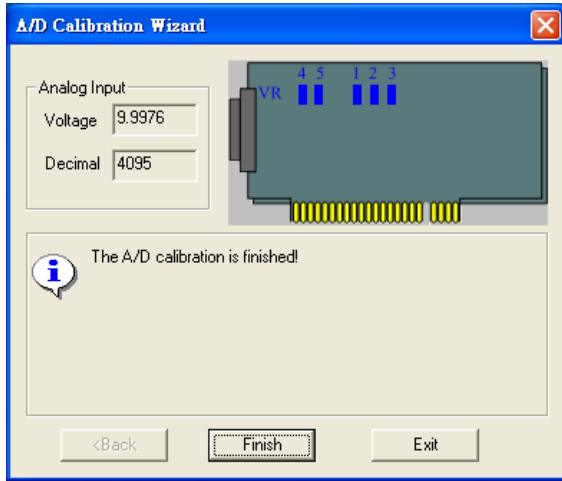 A/D Calibration Wizard
Analog Input
Voltage 9.9976
Decimal 4095
4 5 1 2 3
VR
The A/D calibration is finished!
<Back Finish Exit